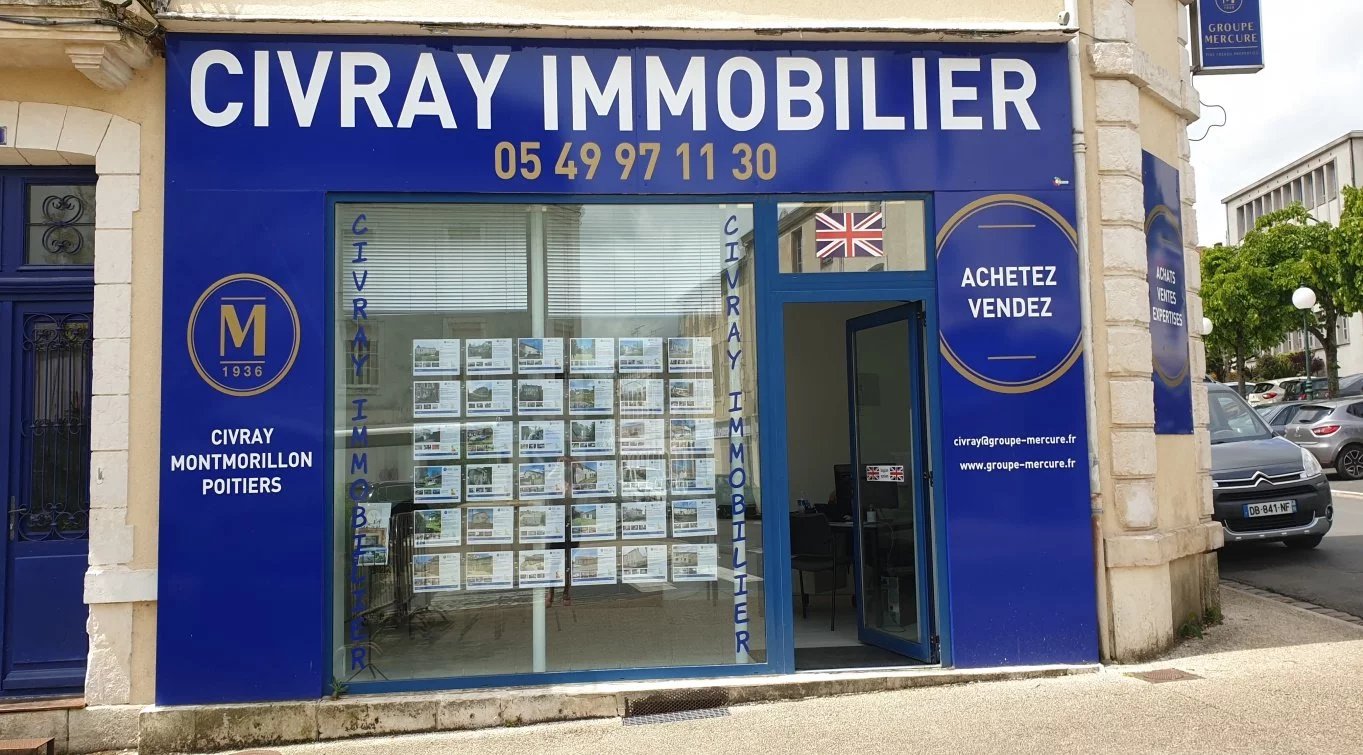 CIVRAY IMMOBILIER
05 49 97 11 30
GROUPE
MERCURE
M
1936
CIVRAY
MONTMORILLON
POITIERS
CIVRAY IMMOBILIER
CIVRAY IMMOBILIER
ACHETEZ
VENDEZ
civray@groupe-mercure.fr
www.groupe-mercure.fr
ACHATS
VENTES
EXPERTISES
DB-841-NF